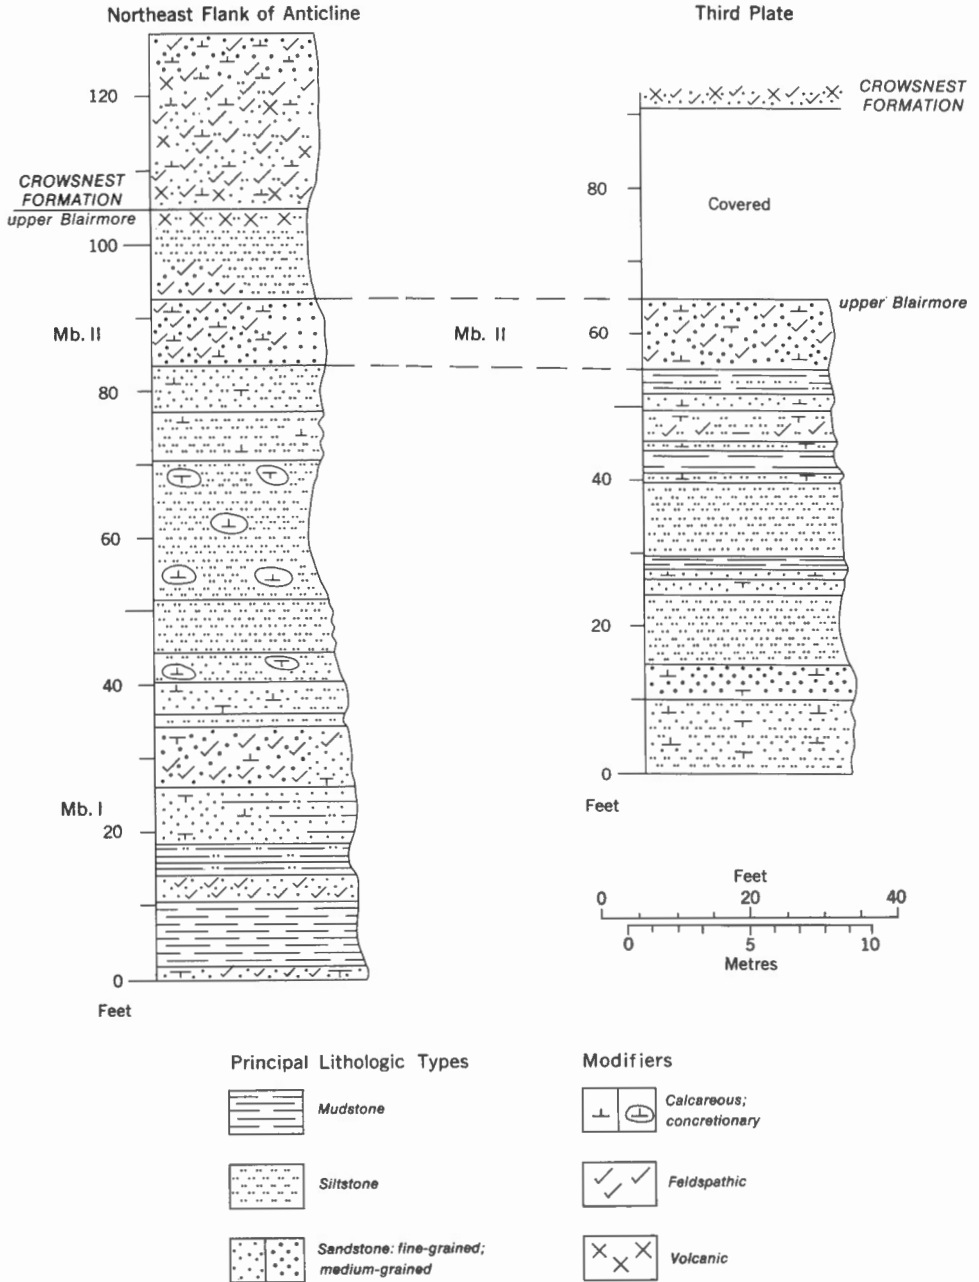 Northeast Flank of Anticline
Third Plate
120
CROWSNEST
FORMATION
upper Blairmore
100
Mb. II
80
60
40
Mb. I
20
0
Feet
Mb. II
CROWSNEST
FORMATION
80
Covered
upper Blairmore
60
40
20
0
Feet
Feet
0 20 40
0 5 10
Metres
Principal Lithologic Types
Mudstone
Siltstone
Sandstone: fine-grained;
medium-grained
Modifiers
Calcareous;
concretionary
Feldspathic
Volcanic